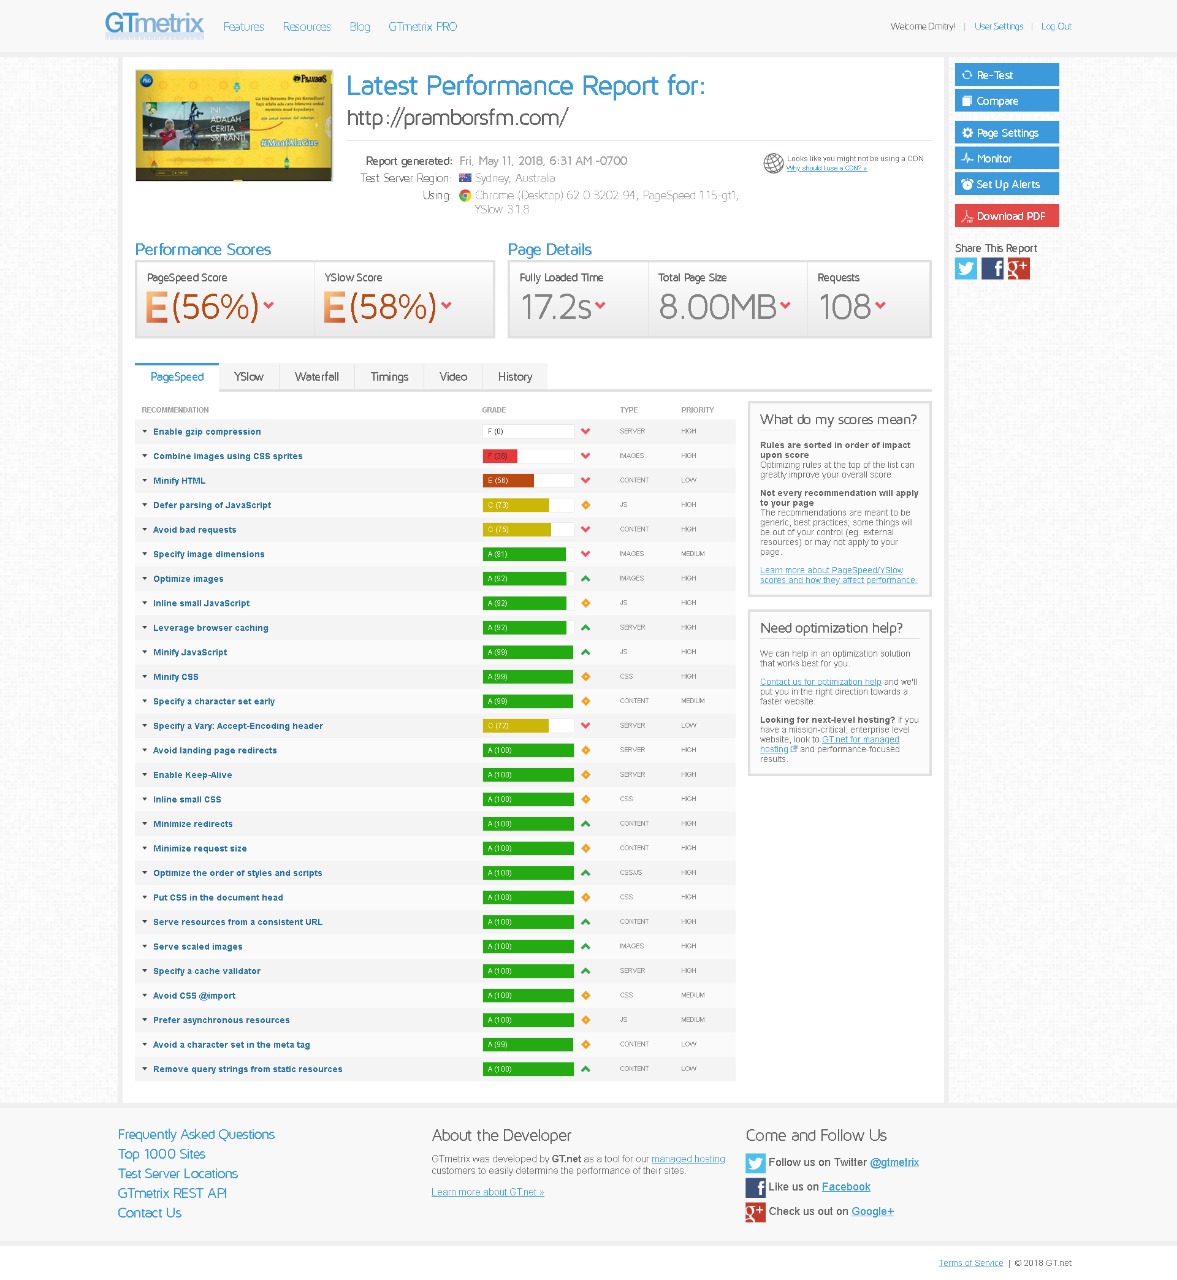 GTmetrix
Features Resources Blog GTmetrix PRO
Welcome Dmitry! | User Settings | Log Out
PRAMBORS
INI
ADALAH
CERITA
SRI RANTI
Latest Performance Report for:
http://pramborsfm.com/
Report generated: Fri, May 11, 2018, 6:31 AM -0700
Test Server Region: Sydney, Australia
Using: Chrome (Desktop) 62.0.3202.94, PageSpeed 1.15-gt1,
YSlow 3.1.8
Looks like you might not be using a CDN
Why should I use a CDN? »
Re-Test
Compare
Page Settings
Monitor
Set Up Alerts
Download PDF
Share This Report
Performance Scores
PageSpeed Score
E (56%)
YSlow Score
E (58%)
Page Details
Fully Loaded Time
17.2s
Total Page Size
8.00MB
Requests
108
PageSpeed YSlow Waterfall Timings Video History
RECOMMENDATION GRADE TYPE PRIORITY
Enable gzip compression F (0) SERVER HIGH
Combine images using CSS sprites F (38) IMAGES HIGH
Minify HTML E (56) CONTENT LOW
Defer parsing of JavaScript C (73) JS HIGH
Avoid bad requests C (75) CONTENT HIGH
Specify image dimensions A (91) IMAGES MEDIUM
Optimize images A (92) IMAGES HIGH
Inline small JavaScript A (92) JS HIGH
Leverage browser caching A (92) SERVER HIGH
Minify JavaScript A (99) JS HIGH
Minify CSS A (99) CSS HIGH
Specify a character set early A (99) CONTENT MEDIUM
Specify a Vary: Accept-Encoding header C (72) SERVER LOW
Avoid landing page redirects A (100) SERVER HIGH
Enable Keep-Alive A (100) SERVER HIGH
Inline small CSS A (100) CSS HIGH
Minimize redirects A (100) CONTENT HIGH
Minimize request size A (100) CONTENT HIGH
Optimize the order of styles and scripts A (100) CSS/JS HIGH
Put CSS in the document head A (100) CSS HIGH
Serve resources from a consistent URL A (100) CONTENT HIGH
Serve scaled images A (100) IMAGES HIGH
Specify a cache validator A (100) SERVER HIGH
Avoid CSS @import A (100) CSS MEDIUM
Prefer asynchronous resources A (100) JS MEDIUM
Avoid a character set in the meta tag A (99) CONTENT LOW
Remove query strings from static resources A (100) CONTENT LOW
What do my scores mean?
Rules are sorted in order of impact
upon score
Optimizing rules at the top of the list can
greatly improve your overall score.
Not every recommendation will apply
to your page
The recommendations are meant to be
generic, best practices; some things will
be out of your control (eg. external
resources) or may not apply to your
page.
Learn more about PageSpeed/YSlow
scores and how they affect performance.
Need optimization help?
We can help in an optimization solution
that works best for you.
Contact us for optimization help and we'll
put you in the right direction towards a
faster website.
Looking for next-level hosting? If you
have a mission-critical, enterprise level
website, look to GT.net for managed
hosting and performance-focused
results.
Frequently Asked Questions
Top 1000 Sites
Test Server Locations
GTmetrix REST API
Contact Us
About the Developer
GTmetrix was developed by GT.net as a tool for our managed hosting
customers to easily determine the performance of their sites.
Learn more about GT.net »
Come and Follow Us
Follow us on Twitter @gtmetrix
Like us on Facebook
Check us out on Google+
Terms of Service | © 2018 GT.net